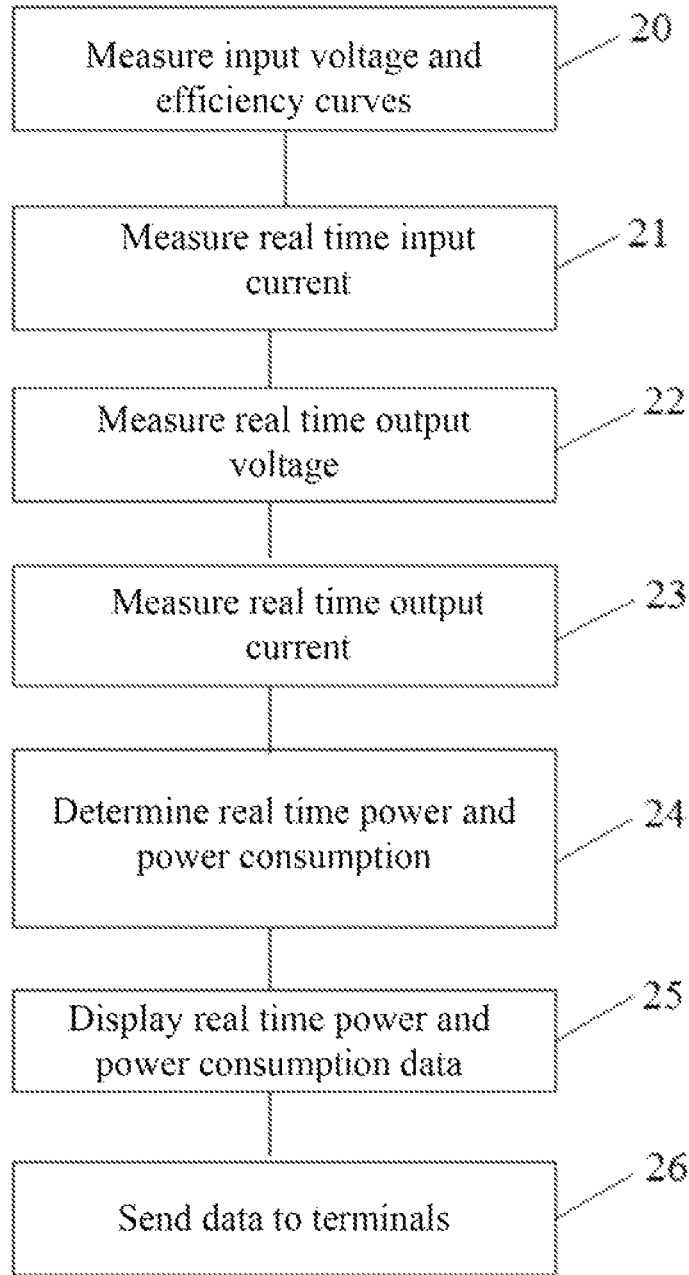 20
Measure input voltage and
efficiency curves
21
Measure real time input
current
22
Measure real time output
voltage
23
Measure real time output
current
24
Determine real time power and
power consumption
25
Display real time power and
power consumption data
26
Send data to terminals